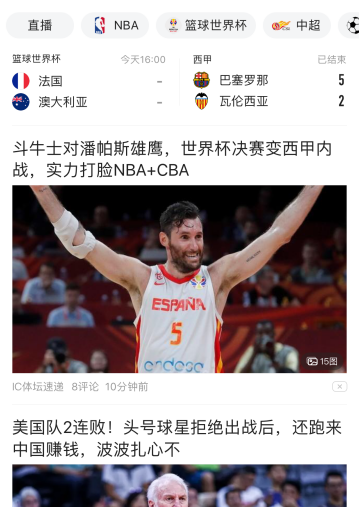 直播 NBA 篮球世界杯 中超
篮球世界杯 今天16:00
法国 -
澳大利亚 -
西甲 已结束
巴塞罗那 5
瓦伦西亚 2
斗牛士对潘帕斯雄鹰，世界杯决赛变西甲内
战，实力打脸NBA+CBA
ESPAÑA
5
endesa
15图
IC体坛速递 8评论 10分钟前
美国队2连败！头号球星拒绝出战后，还跑来
中国赚钱，波波扎心不